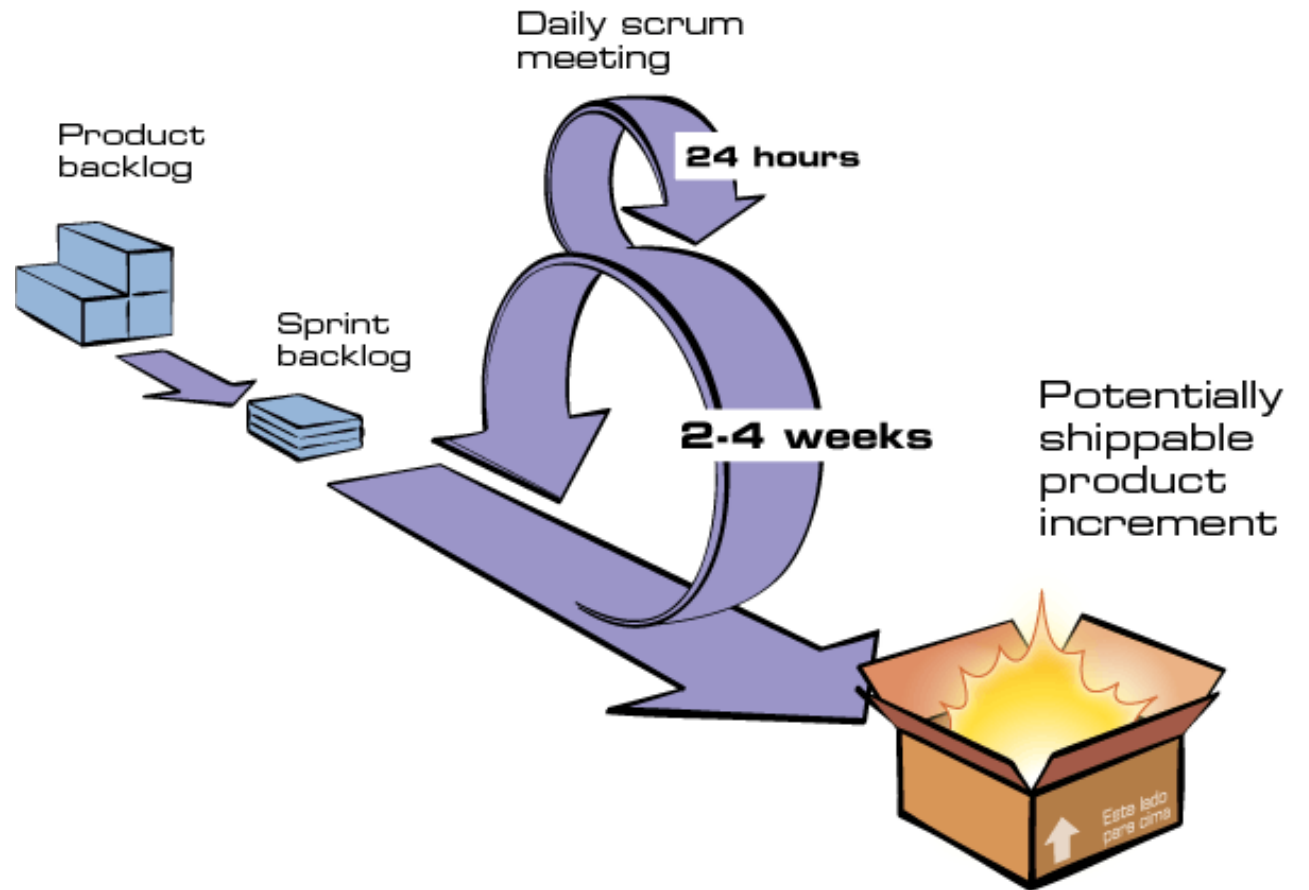 Daily scrum
meeting
24 hours
Product
backlog
Sprint
backlog
2-4 weeks
Potentially
shippable
product
increment
Este lado
para cima